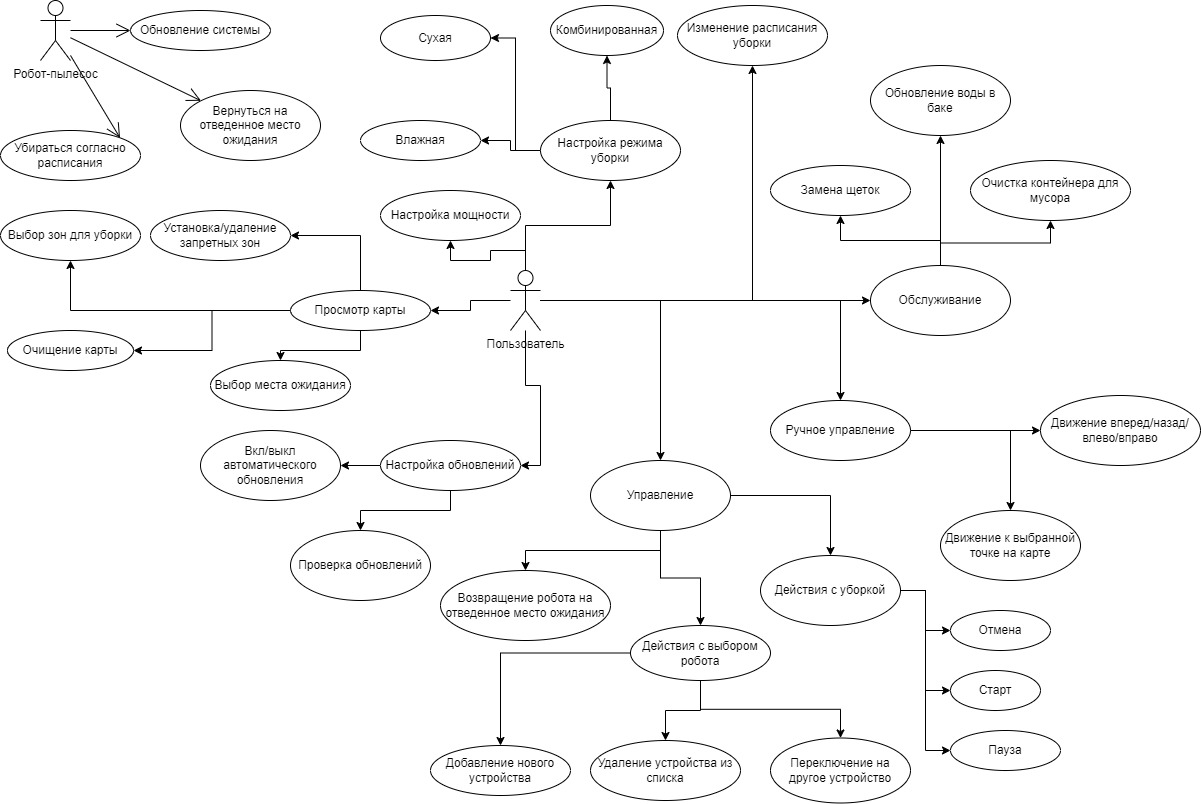 Обновление системы
Робот-пылесос
Вернуться на
отведенное место
ожидания
Убираться согласно
расписания
Сухая
Комбинированная
Изменение расписания
уборки
Влажная
Настройка режима
уборки
Обновление воды в
баке
Замена щеток
Очистка контейнера для
мусора
Настройка мощности
Выбор зон для уборки
Установка/удаление
запретных зон
Просмотр карты
Обслуживание
Пользователь
Очищение карты
Выбор места ожидания
Ручное управление
Движение вперед/назад/
влево/вправо
Вкл/выкл
автоматического
обновления
Настройка обновлений
Управление
Движение к выбранной
точке на карте
Проверка обновлений
Возвращение робота на
отведенное место ожидания
Действия с уборкой
Отмена
Действия с выбором
робота
Старт
Пауза
Добавление нового
устройства
Удаление устройства из
списка
Переключение на
другое устройство